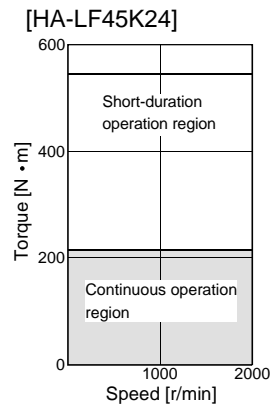 [HA-LF45K24]
600
Short-duration
operation region
400
Torque [N • m]
200
Continuous operation
region
0
1000
2000
Speed [r/min]